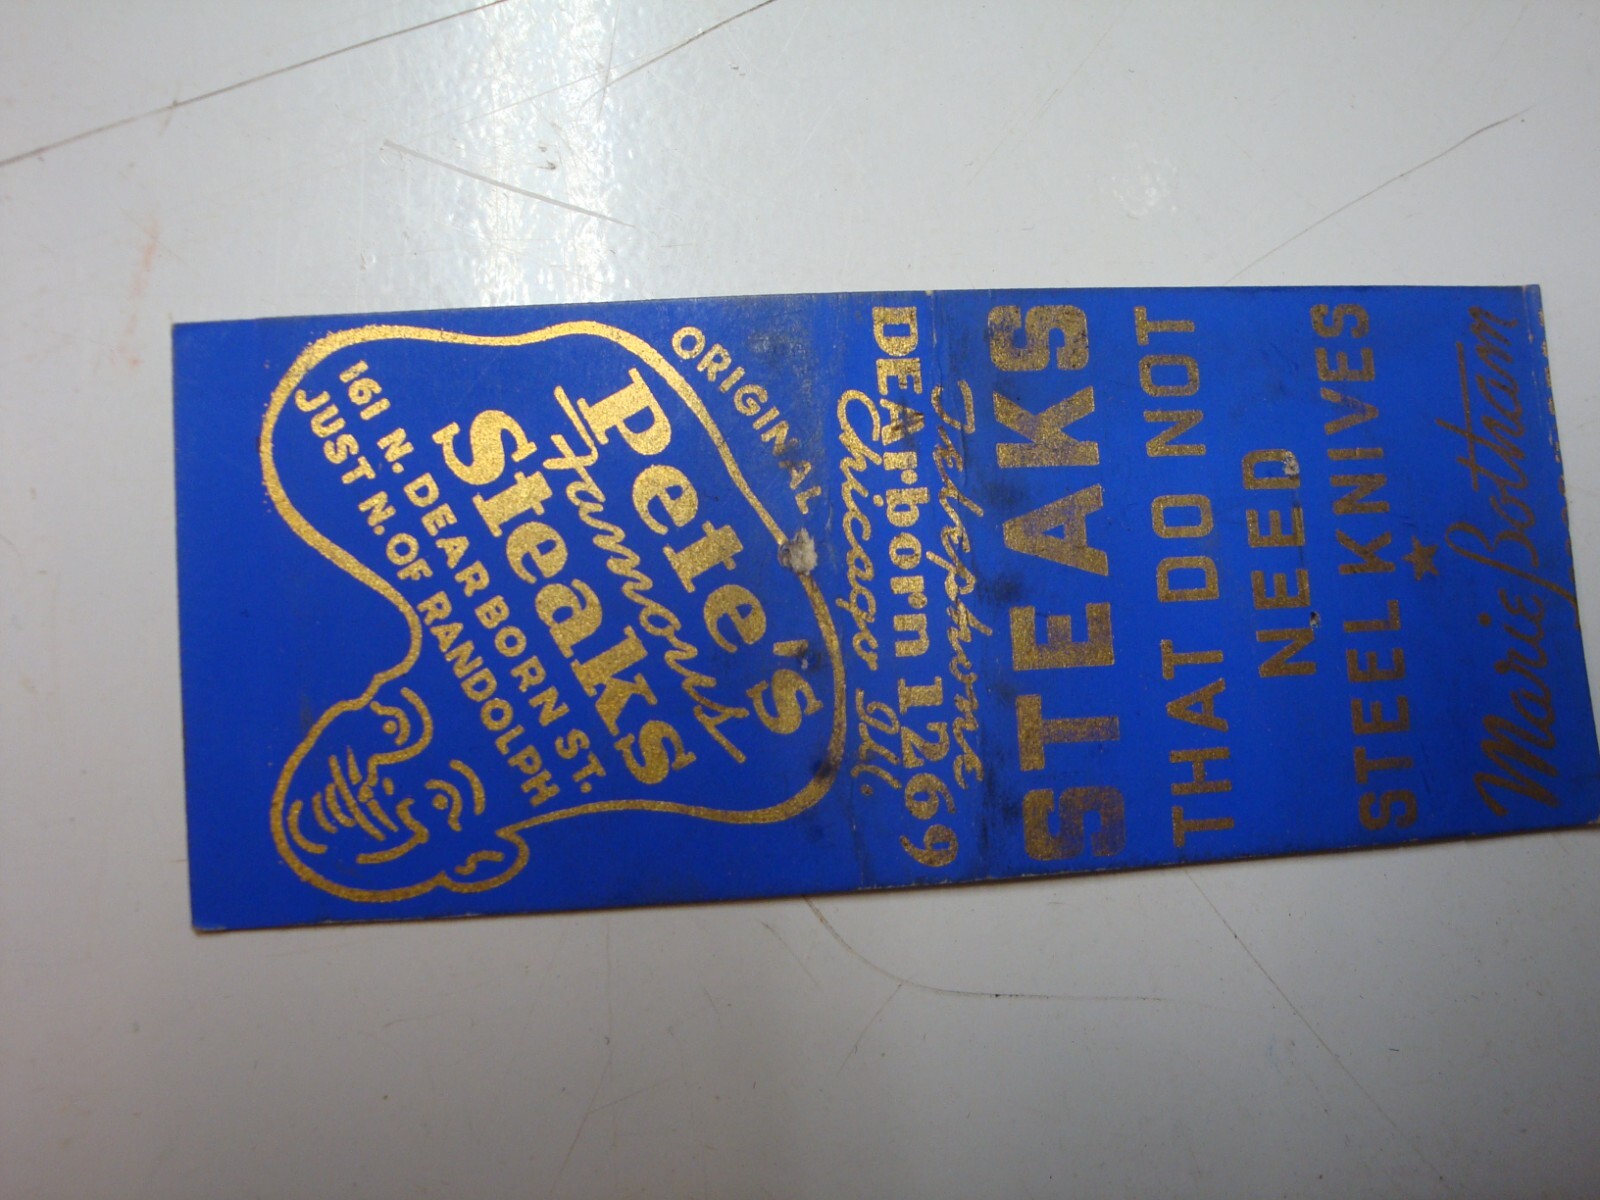 ORIGINAL
Pete's
Famous
Steaks
161 N. DEARBORN ST.
JUST N. OF RANDOLPH
Telephone
DEArborn 1269
Chicago Ill.
STEAKS
THAT DO NOT
NEED
STEEL KNIVES
★
Marie Botham